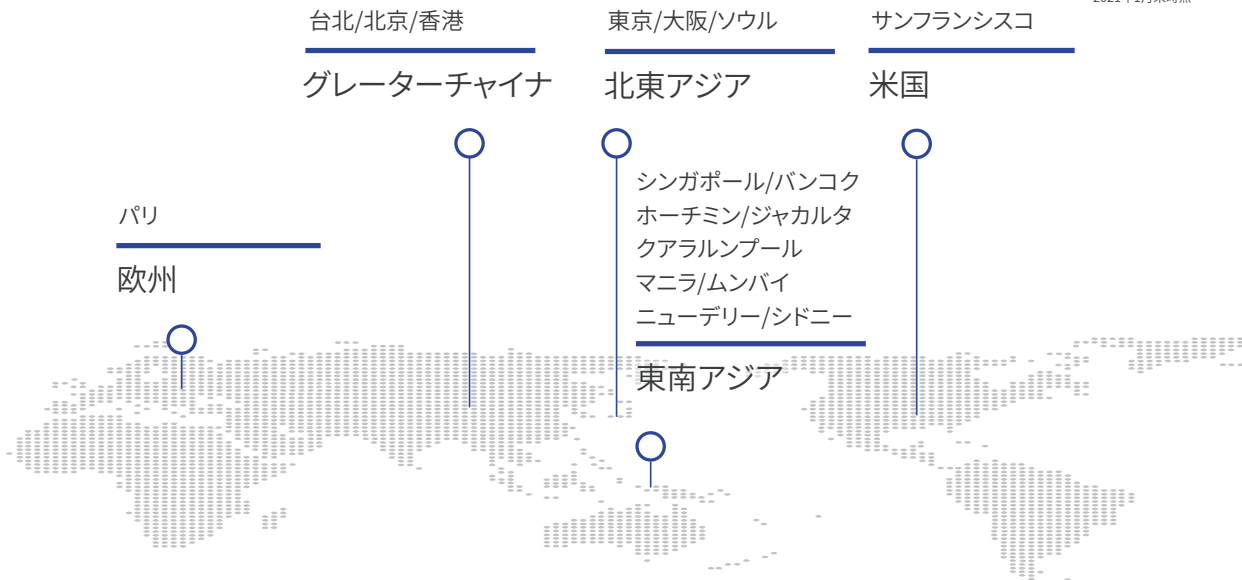 台北/北京/香港
グレーターチャイナ
東京/大阪/ソウル
北東アジア
サンフランシスコ
米国
パリ
欧州
シンガポール/バンコク
ホーチミン/ジャカルタ
クアラルンプール
マニラ/ムンバイ
ニューデリー/シドニー
東南アジア